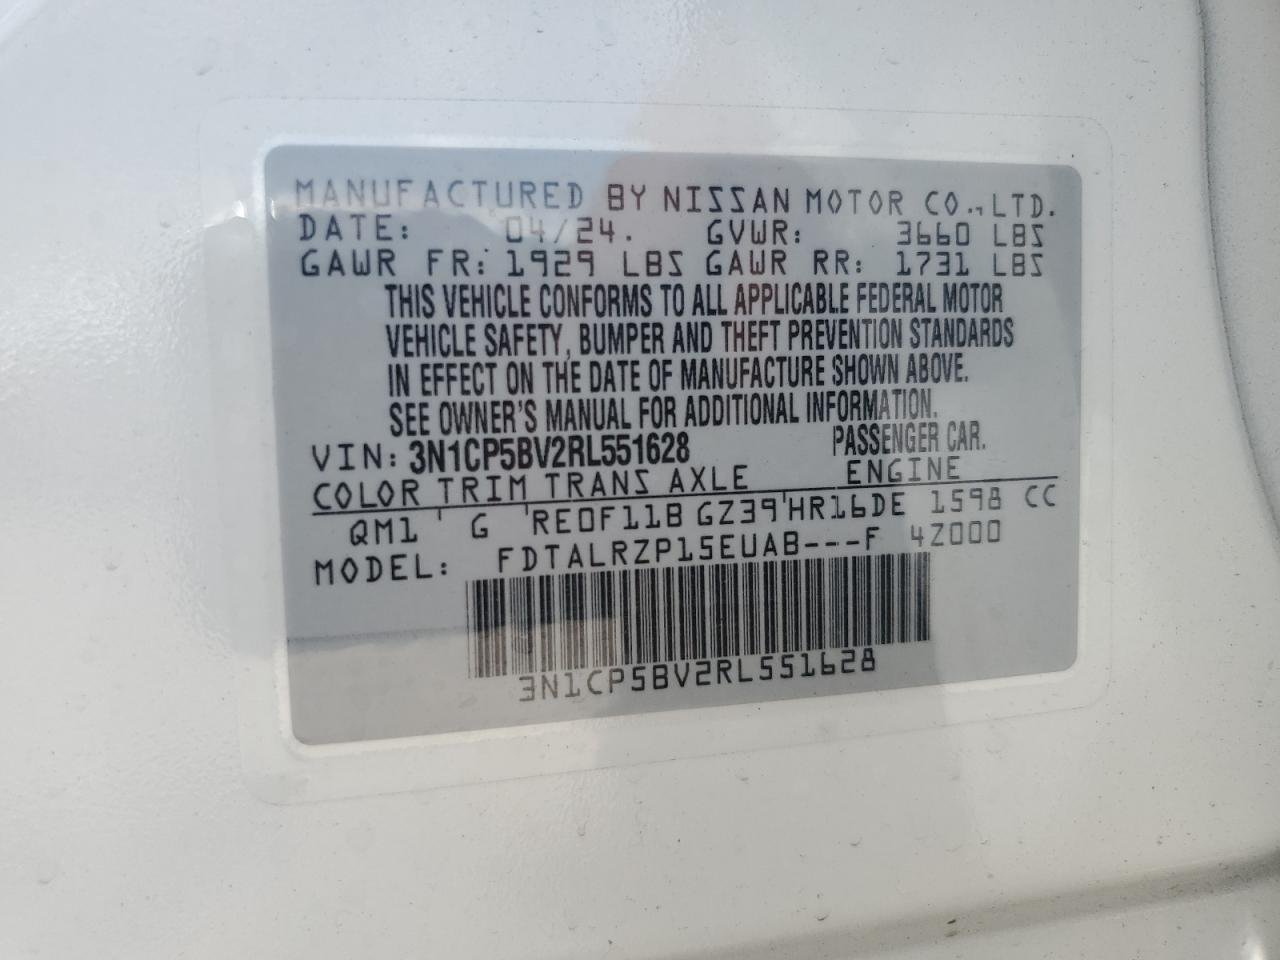 MANUFACTURED BY NISSAN MOTOR CO., LTD.
DATE: 04/24. GVWR: 3660 LBS
GAWR FR: 1929 LBS GAWR RR: 1731 LBS
THIS VEHICLE CONFORMS TO ALL APPLICABLE FEDERAL MOTOR
VEHICLE SAFETY, BUMPER AND THEFT PREVENTION STANDARDS
IN EFFECT ON THE DATE OF MANUFACTURE SHOWN ABOVE.
SEE OWNER'S MANUAL FOR ADDITIONAL INFORMATION.
VIN: 3N1CP5BV2RL551628 PASSENGER CAR.
COLOR TRIM TRANS AXLE ENGINE
QM1 ' G ' RE0F11B GZ39 ' HR16DE 1598 CC
MODEL: FDTALRZP15EUAB---F 4Z000
3N1CP5BV2RL551628